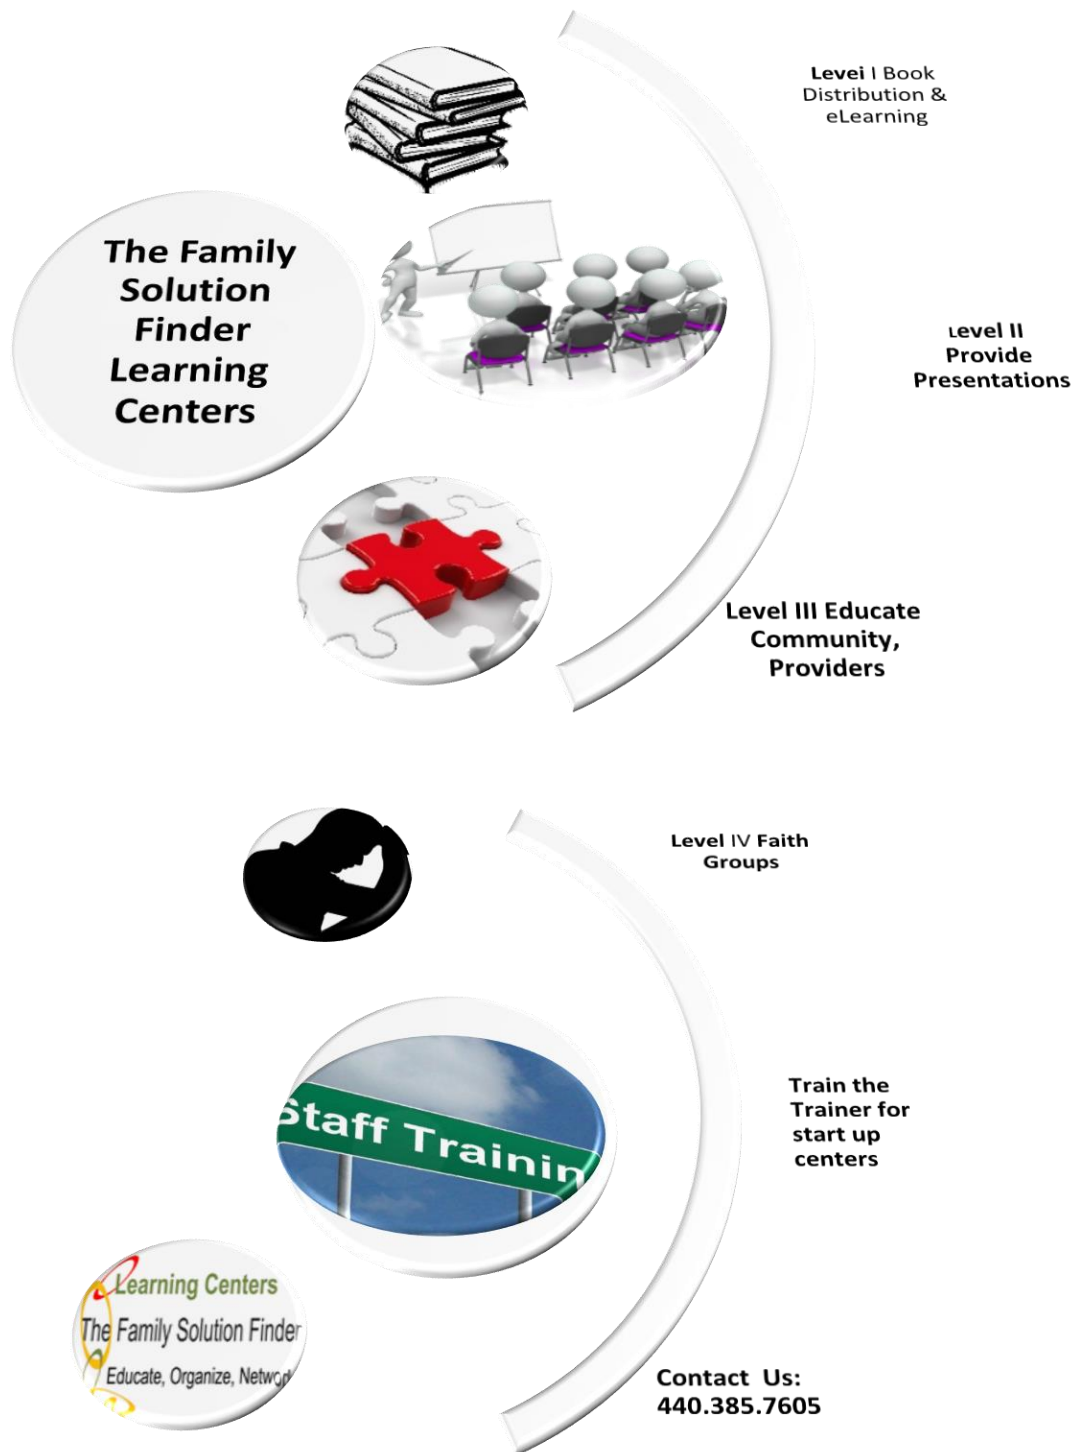 Levei I Book
Distribution &
eLearning
The Family
Solution
Finder
Learning
Centers
Level II
Provide
Presentations
Level III Educate
Community,
Providers
Level IV Faith
Groups
Staff Trainin
Train the
Trainer for
start up
centers
Learning Centers
The Family Solution Finder
Educate, Organize, Networ
Contact Us:
440.385.7605